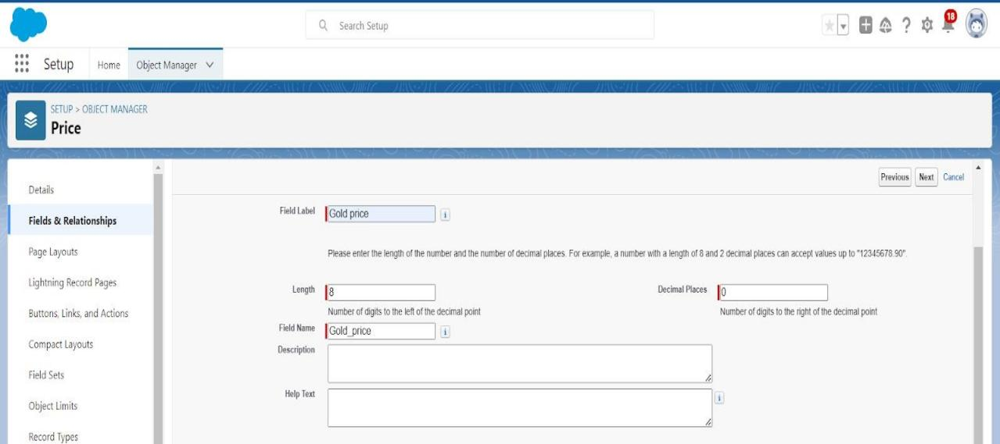 Search Setup
18
Setup Home Object Manager
SETUP > OBJECT MANAGER
Price
Previous Next Cancel
Details
Fields & Relationships
Page Layouts
Lightning Record Pages
Buttons, Links, and Actions
Compact Layouts
Field Sets
Object Limits
Record Types
Field Label Gold price
Please enter the length of the number and the number of decimal places. For example, a number with a length of 8 and 2 decimal places can accept values up to "12345678.90".
Length 8 Decimal Places 0
Number of digits to the left of the decimal point Number of digits to the right of the decimal point
Field Name Gold_price
Description
Help Text